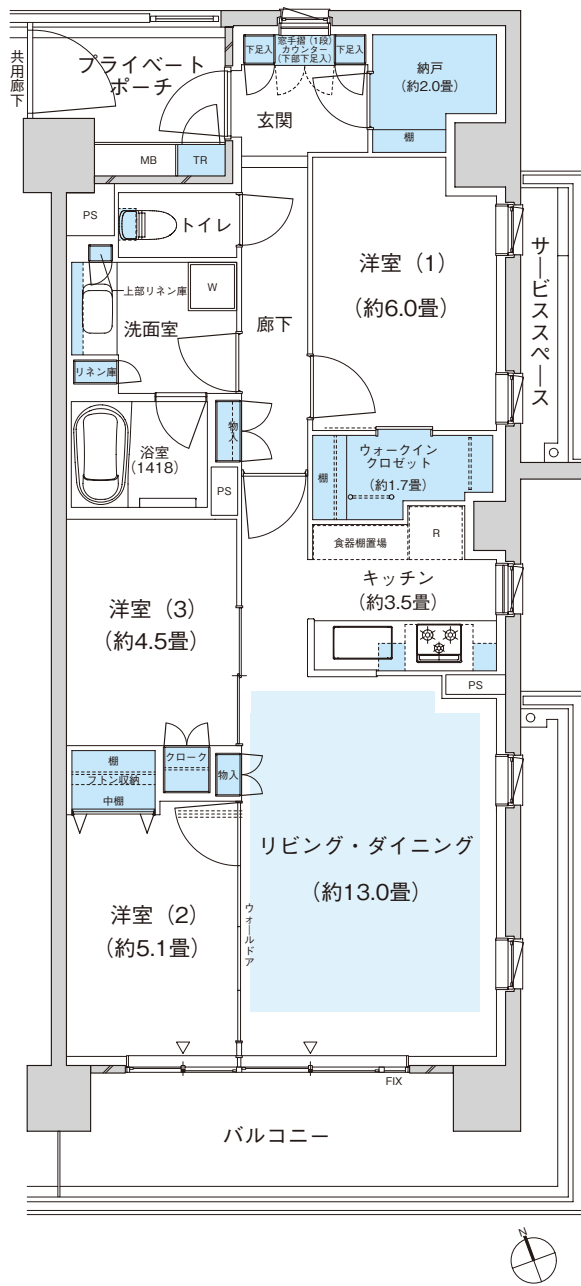 共用廊下
プライベート
ポーチ
下足入
窓手摺(1段)
カウンター
(下部下足入)
下足入
納戸
(約2.0畳)
棚
玄関
MB
TR
PS
トイレ
上部リネン庫
W
洗面室
リネン庫
廊下
洋室(1)
(約6.0畳)
サービススペース
浴室
(1418)
物入
PS
棚
ウォークイン
クロゼット
(約1.7畳)
食器棚置場
R
キッチン
(約3.5畳)
PS
洋室(3)
(約4.5畳)
棚
フトン収納
中棚
クローク
物入
リビング・ダイニング
(約13.0畳)
ウォールドア
洋室(2)
(約5.1畳)
FIX
バルコニー
N